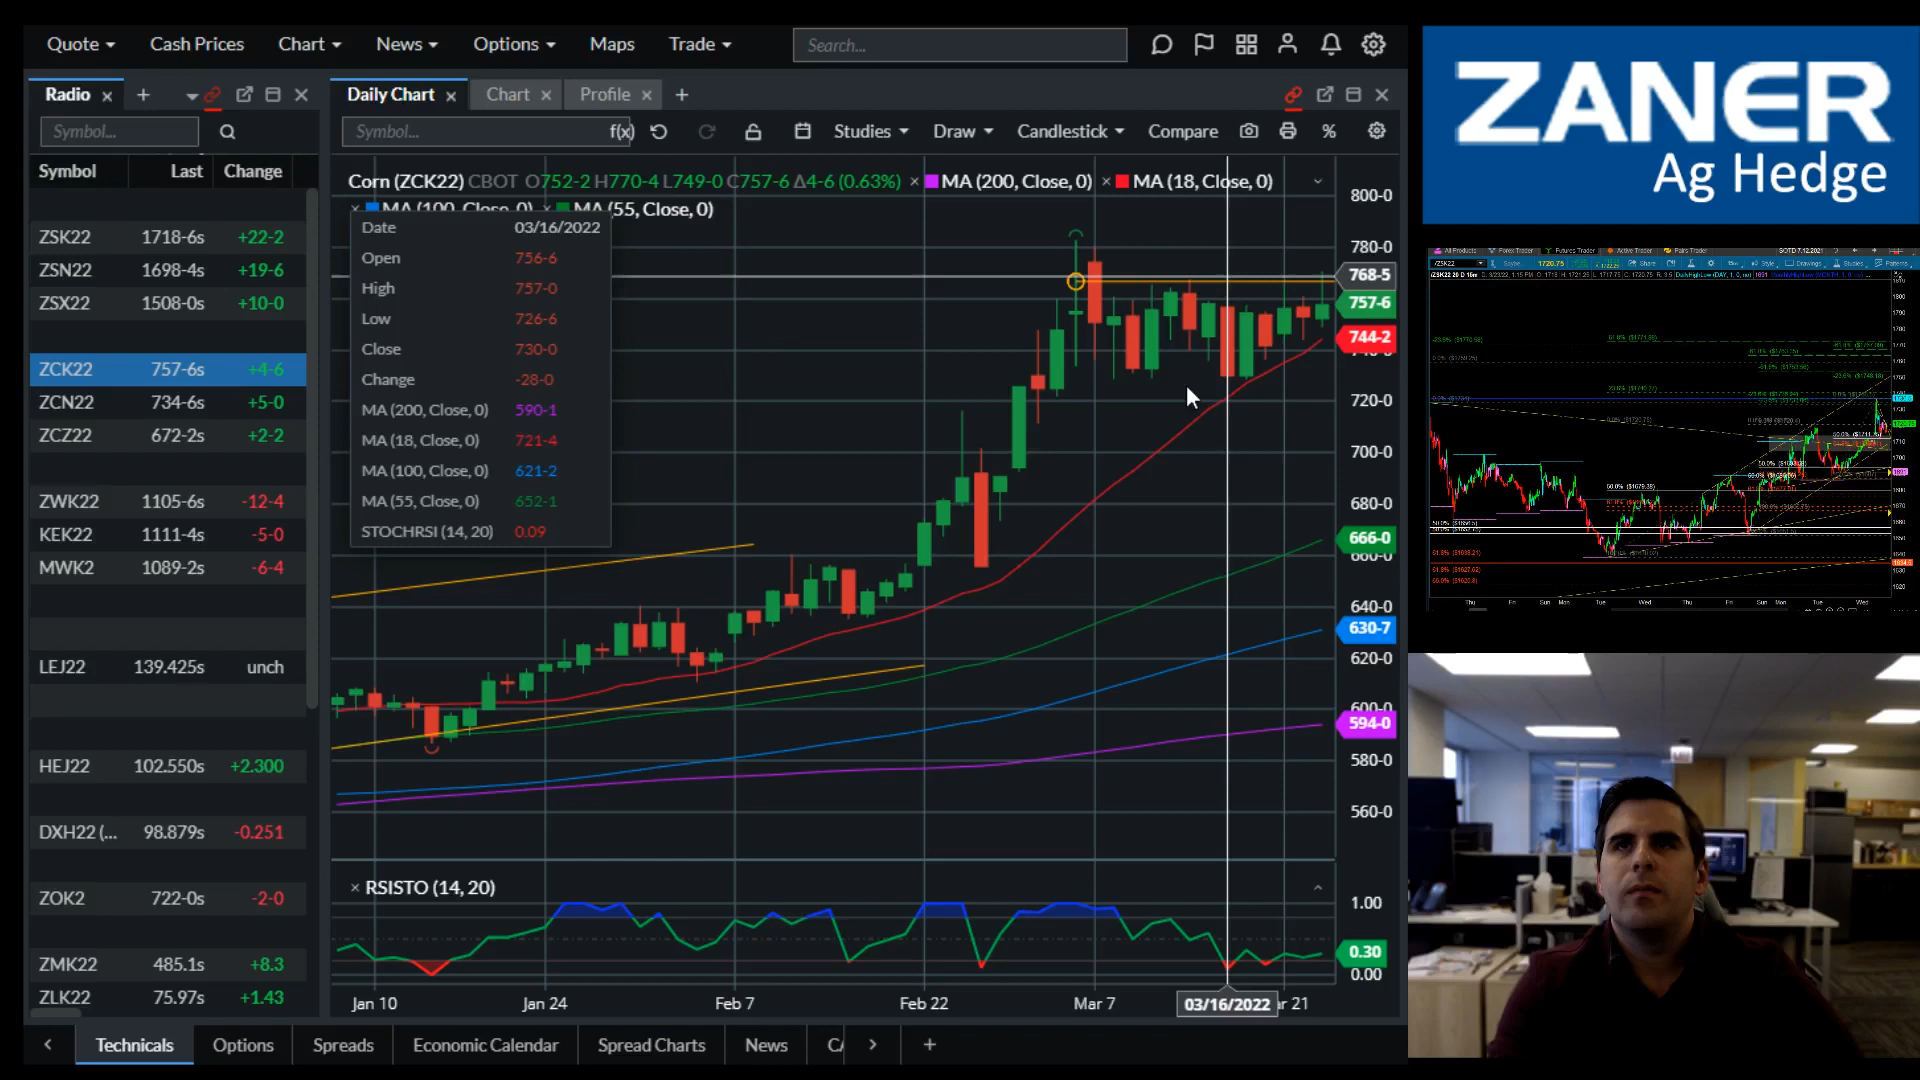 Quote Cash Prices Chart News Options Maps Trade Search...
Radio
Symbol...
Symbol Last Change
ZSK22 1718-6s +22-2
ZSN22 1698-4s +19-6
ZSX22 1508-0s +10-0
ZCK22 757-6s +4-6
ZCN22 734-6s +5-0
ZCZ22 672-2s +2-2
ZWK22 1105-6s -12-4
KEK22 1111-4s -5-0
MWK2 1089-2s -6-4
LEJ22 139.425s unch
HEJ22 102.550s +2.300
DXH22 (... 98.879s -0.251
ZOK2 722-0s -2-0
ZMK22 485.1s +8.3
ZLK22 75.97s +1.43
Daily Chart Chart Profile
Symbol... f(x) Studies Draw Candlestick Compare %
Corn (ZCK22) CBOT O752-2 H770-4 L749-0 C757-6 Δ4-6 (0.63%) MA (200, Close, 0) MA (18, Close, 0)
MA (100, Close, 0) MA (55, Close, 0)
Date 03/16/2022
Open 756-6
High 757-0
Low 726-6
Close 730-0
Change -28-0
MA (200, Close, 0) 590-1
MA (18, Close, 0) 721-4
MA (100, Close, 0) 621-2
MA (55, Close, 0) 652-1
STOCHRSI (14, 20) 0.09
800-0
780-0
768-5
757-6
744-2
720-0
700-0
680-0
666-0
660-0
640-0
630-7
620-0
600-0
594-0
580-0
560-0
RSISTO (14, 20)
1.00
0.30
0.00
Jan 10 Jan 24 Feb 7 Feb 22 Mar 7 03/16/2022 r 21
Technicals Options Spreads Economic Calendar Spread Charts News
ZANER
Ag Hedge